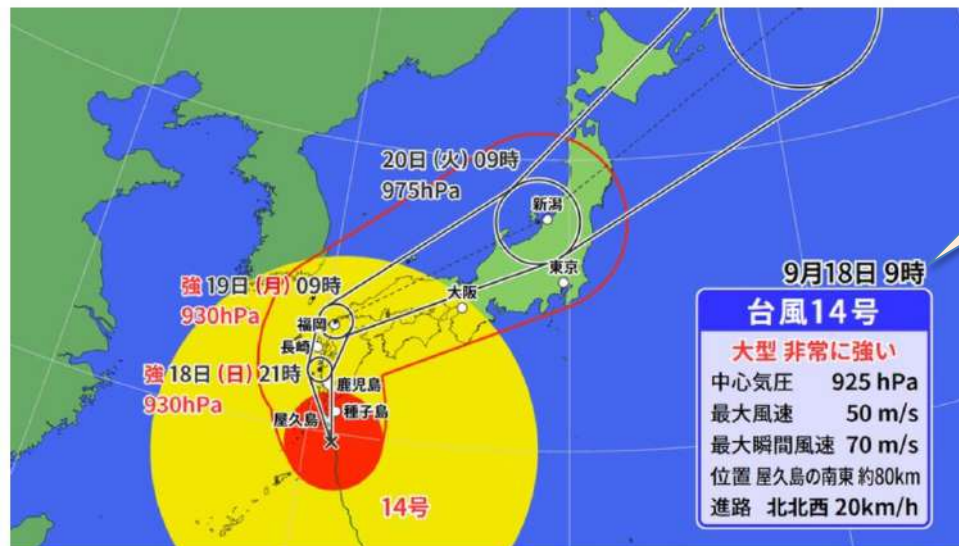 20日(火)09時
975hPa
新潟
東京
大阪
強 19日(月)09時
930hPa
福岡
長崎
強 18日(日)21時
930hPa
鹿児島
種子島
屋久島
14号
9月18日 9時
台風14号
大型 非常に強い
中心気圧 925 hPa
最大風速 50 m/s
最大瞬間風速 70 m/s
位置 屋久島の南東 約80km
進路 北北西 20km/h